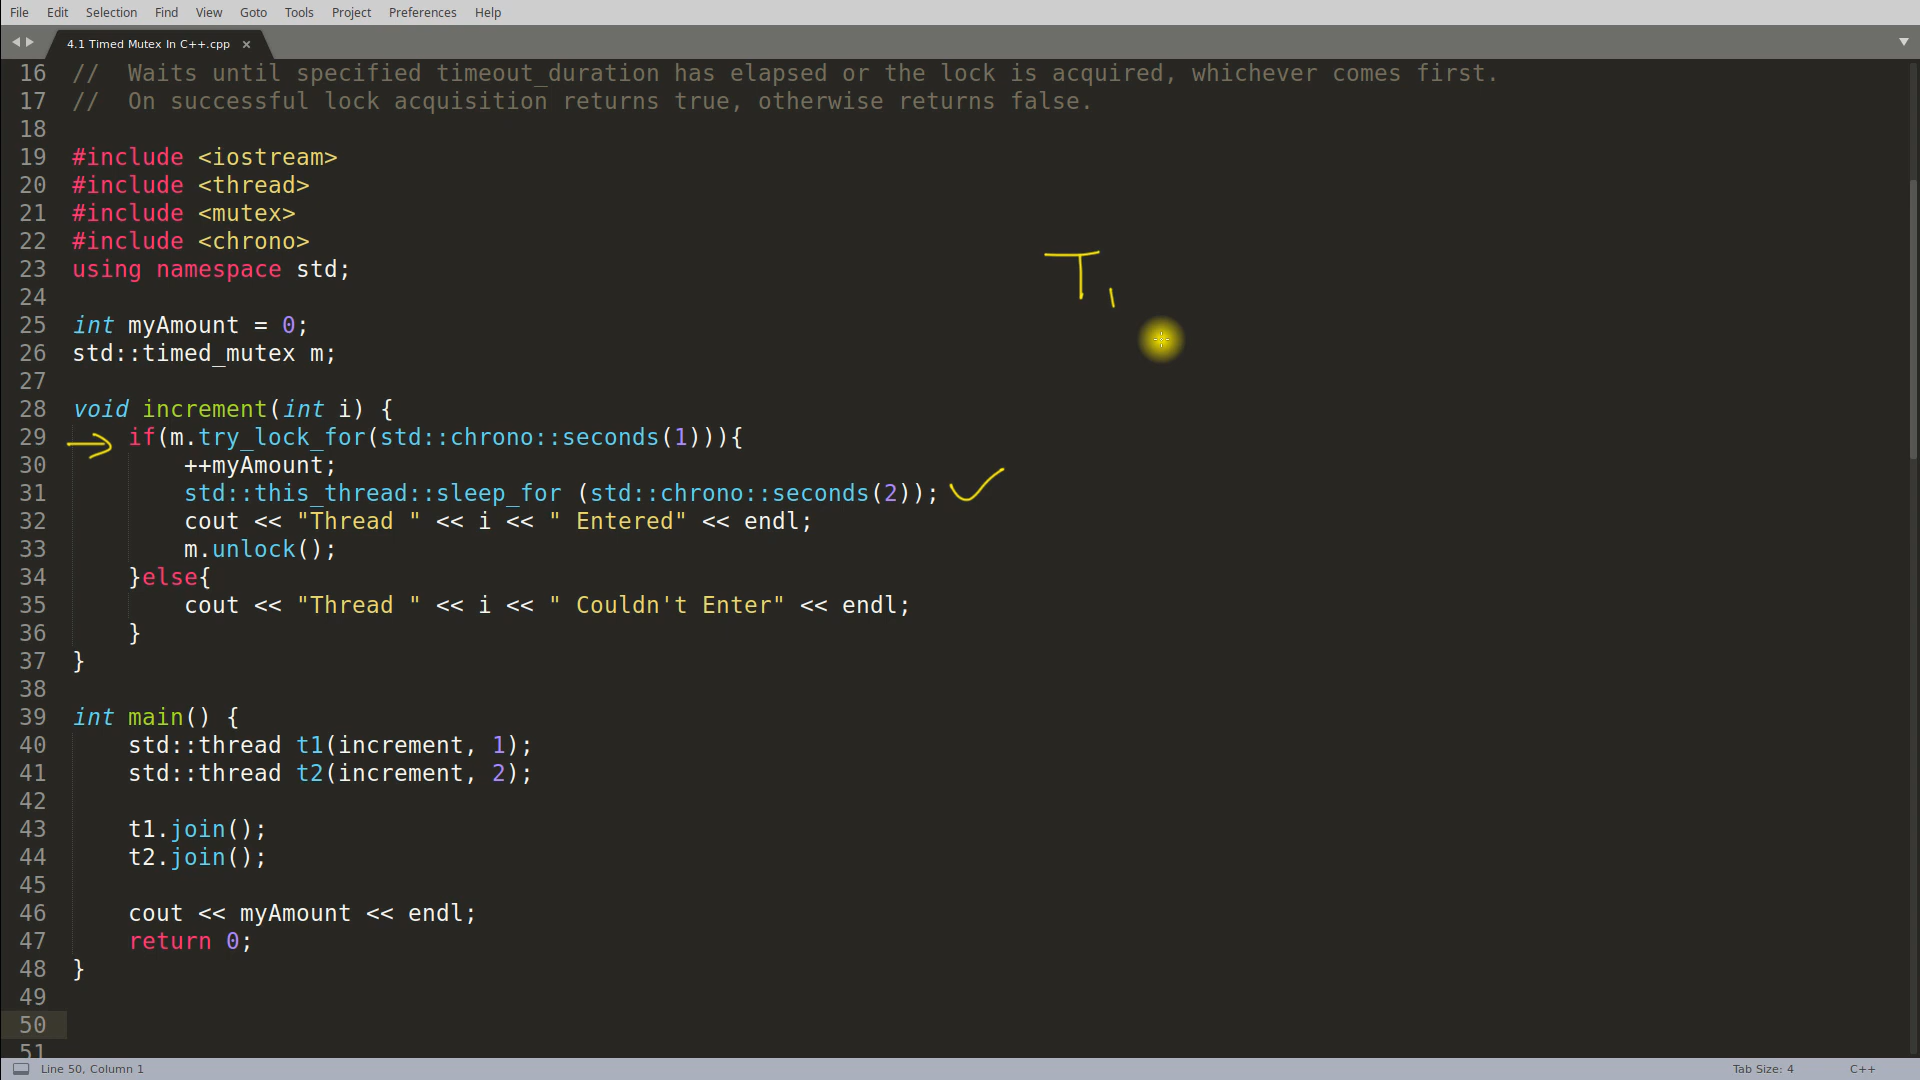 File Edit Selection Find View Goto Tools Project Preferences Help
4.1 Timed Mutex In C++.cpp ×
16 //  Waits until specified timeout_duration has elapsed or the lock is acquired, whichever comes first.
17 //  On successful lock acquisition returns true, otherwise returns false.
18
19 #include <iostream>
20 #include <thread>
21 #include <mutex>
22 #include <chrono>
23 using namespace std;
T1
24
25 int myAmount = 0;
26 std::timed_mutex m;
27
28 void increment(int i) {
29     if(m.try_lock_for(std::chrono::seconds(1))){
30         ++myAmount;
31         std::this_thread::sleep_for (std::chrono::seconds(2));
32         cout << "Thread " << i << " Entered" << endl;
33         m.unlock();
34     }else{
35         cout << "Thread " << i << " Couldn't Enter" << endl;
36     }
37 }
38
39 int main() {
40     std::thread t1(increment, 1);
41     std::thread t2(increment, 2);
42
43     t1.join();
44     t2.join();
45
46     cout << myAmount << endl;
47     return 0;
48 }
49
50
51
Line 50, Column 1 Tab Size: 4 C++